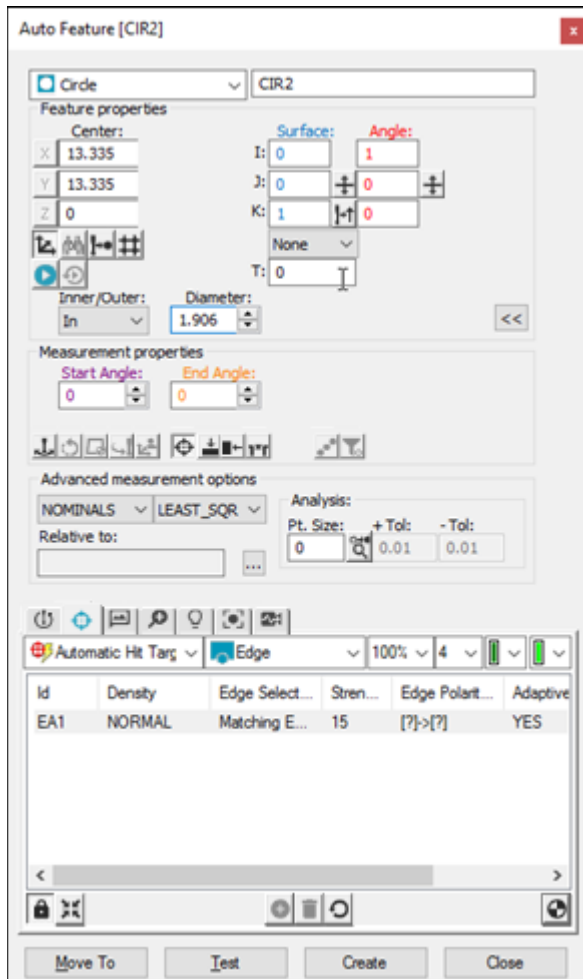 Auto Feature [CIR2]
x
Circle CIR2
Feature properties
Center: Surface: Angle:
X 13.335 I: 0 1
Y 13.335 J: 0 0
Z 0 K: 1 0
None
T: 0
Inner/Outer: Diameter:
In 1.906 <<
Measurement properties
Start Angle: End Angle:
0 0
Advanced measurement options
NOMINALS LEAST_SQR Analysis:
Pt. Size: + Tol: - Tol:
Relative to: 0 0.01 0.01
...
Automatic Hit Targ Edge 100% 4
Id Density Edge Select... Stren... Edge Polarit... Adaptive
EA1 NORMAL Matching E... 15 [?]->[?] YES
< >
Move To Test Create Close